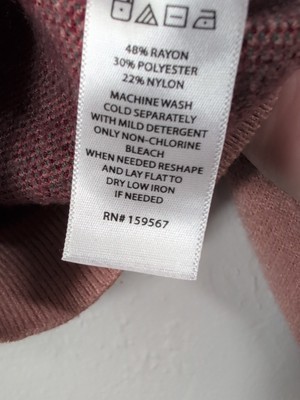 48% RAYON
30% POLYESTER
22% NYLON
MACHINE WASH
COLD SEPARATELY
WITH MILD DETERGENT
ONLY NON-CHLORINE
BLEACH
WHEN NEEDED RESHAPE
AND LAY FLAT TO
DRY LOW IRON
IF NEEDED
RN# 159567